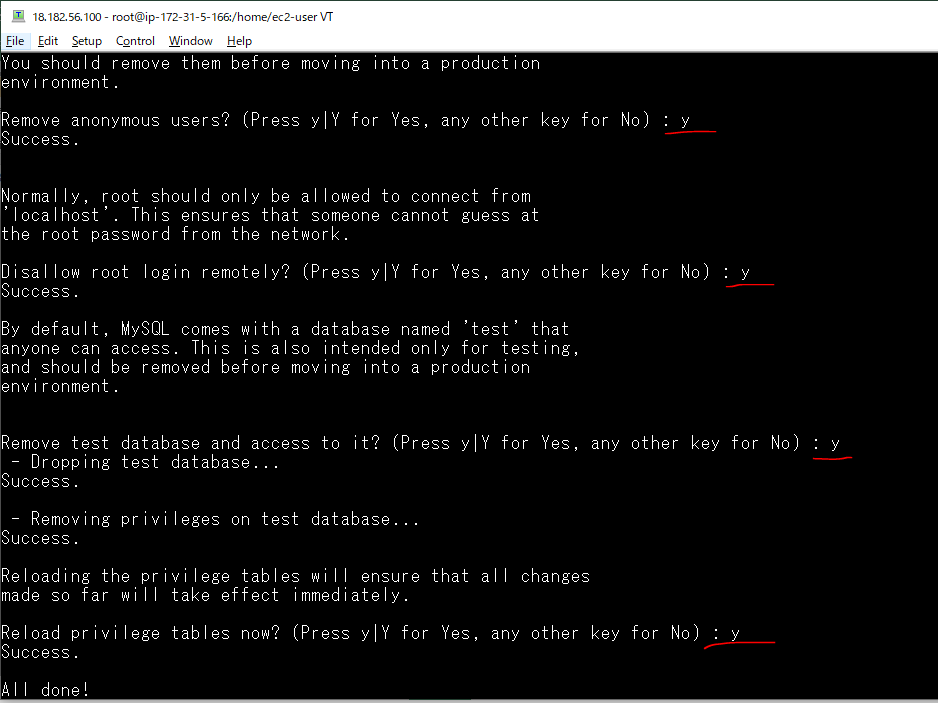 18.182.56.100 - root@ip-172-31-5-166:/home/ec2-user VT
File Edit Setup Control Window Help
You should remove them before moving into a production
environment.
Remove anonymous users? (Press y|Y for Yes, any other key for No) : y
Success.
Normally, root should only be allowed to connect from
'localhost'. This ensures that someone cannot guess at
the root password from the network.
Disallow root login remotely? (Press y|Y for Yes, any other key for No) : y
Success.
By default, MySQL comes with a database named 'test' that
anyone can access. This is also intended only for testing,
and should be removed before moving into a production
environment.
Remove test database and access to it? (Press y|Y for Yes, any other key for No) : y
- Dropping test database...
Success.
- Removing privileges on test database...
Success.
Reloading the privilege tables will ensure that all changes
made so far will take effect immediately.
Reload privilege tables now? (Press y|Y for Yes, any other key for No) : y
Success.
All done!